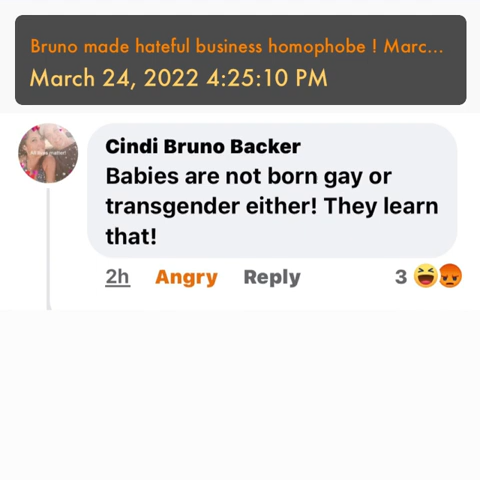 Bruno made hateful business homophobe ! Marc...
March 24, 2022 4:25:10 PM
Cindi Bruno Backer
Babies are not born gay or
transgender either! They learn
that!
2h Angry Reply 3